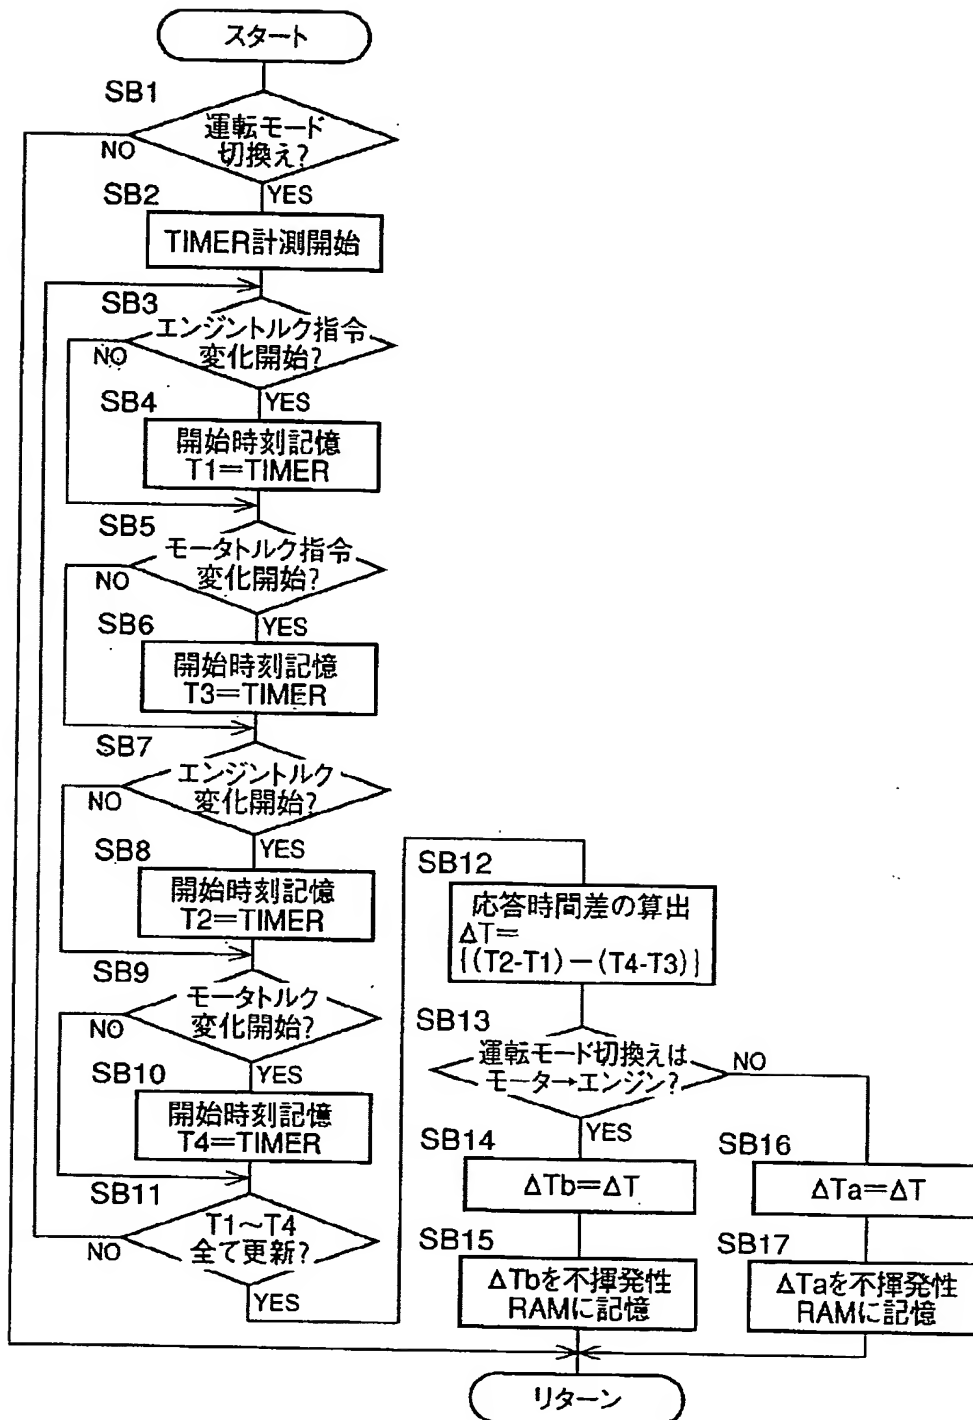 スタート
SB1
運転モード
切換え?
NO
YES
SB2
TIMER計測開始
SB3
エンジントルク指令
変化開始?
NO
YES
SB4
開始時刻記憶
T1=TIMER
SB5
モータトルク指令
変化開始?
NO
YES
SB6
開始時刻記憶
T3=TIMER
SB7
エンジントルク
変化開始?
NO
YES
SB8
開始時刻記憶
T2=TIMER
SB9
モータトルク
変化開始?
NO
YES
SB10
開始時刻記憶
T4=TIMER
SB11
T1~T4
全て更新?
NO
YES
SB12
応答時間差の算出
ΔT=
{(T2-T1)-(T4-T3)}
SB13
運転モード切換えは
モータ→エンジン?
NO
YES
SB14
ΔTb=ΔT
SB15
ΔTbを不揮発性
RAMに記憶
SB16
ΔTa=ΔT
SB17
ΔTaを不揮発性
RAMに記憶
リターン